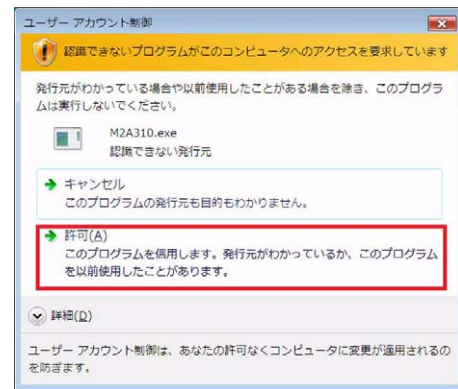 ユーザー アカウント制御
認識できないプログラムがこのコンピュータへのアクセスを要求しています
発行元がわかっている場合や以前使用したことがある場合を除き、このプログラ
ムは実行しないでください。
M2A310.exe
認識できない発行元
キャンセル
このプログラムの発行元も目的もわかりません。
許可(A)
このプログラムを信用します。発行元がわかっているか、このプログラム
を以前使用したことがあります。
詳細(D)
ユーザー アカウント制御は、あなたの許可なくコンピュータに変更が適用されるの
を防ぎます。